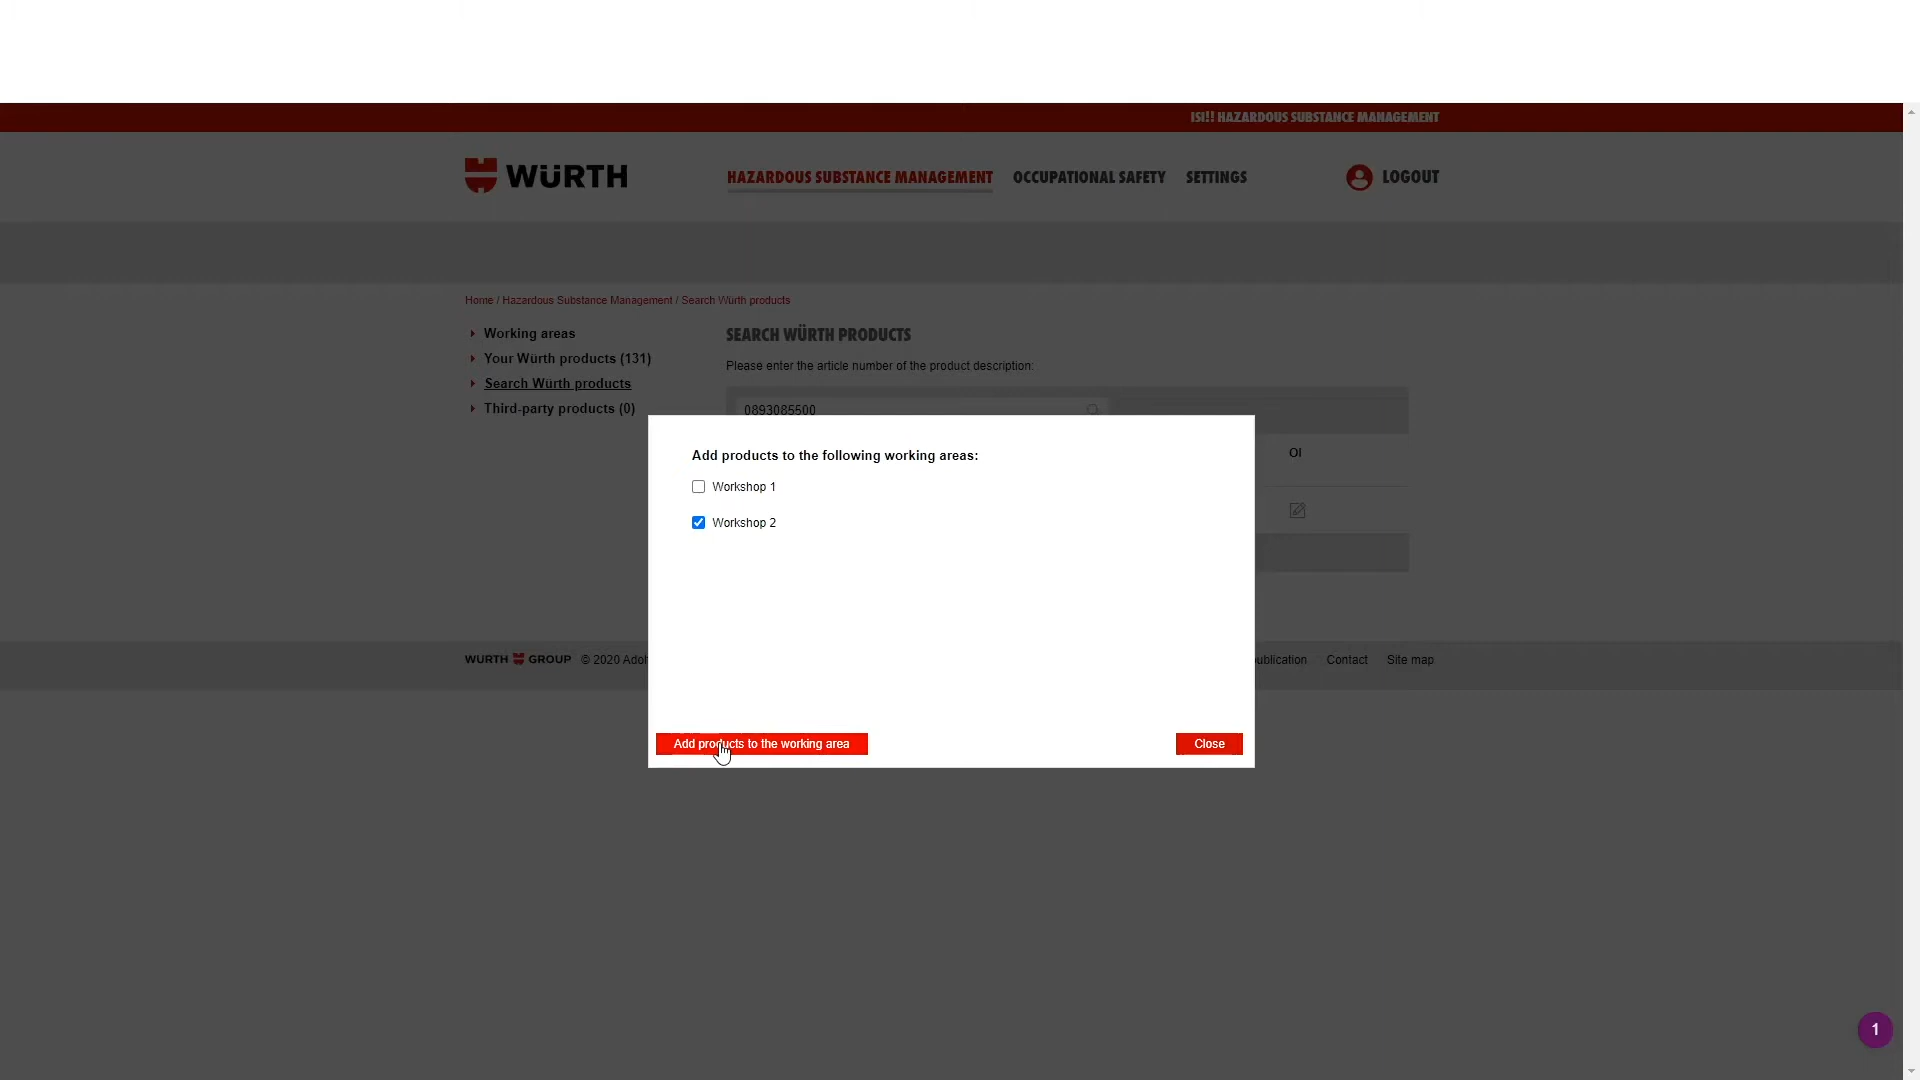 ISI!! HAZARDOUS SUBSTANCE MANAGEMENT
WÜRTH
HAZARDOUS SUBSTANCE MANAGEMENT OCCUPATIONAL SAFETY SETTINGS LOGOUT
Home / Hazardous Substance Management / Search Würth products
Working areas
Your Würth products (131)
Search Würth products
Third-party products (0)
SEARCH WÜRTH PRODUCTS
Please enter the article number of the product description:
0893085500
OI
Add products to the following working areas:
Workshop 1
Workshop 2
Add products to the working area
Close
WURTH GROUP © 2020 Contact Site map
1